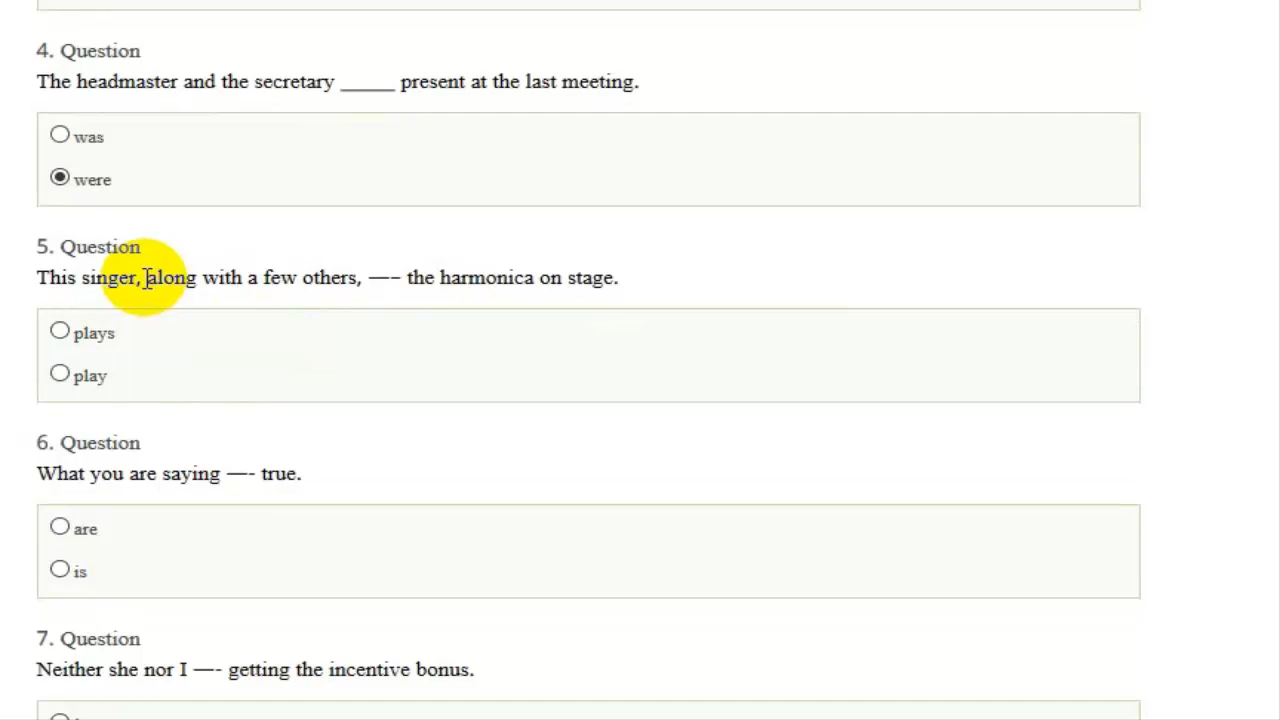 4. Question
The headmaster and the secretary _____ present at the last meeting.
was
were
5. Question
This singer, along with a few others, —– the harmonica on stage.
plays
play
6. Question
What you are saying —- true.
are
is
7. Question
Neither she nor I —- getting the incentive bonus.